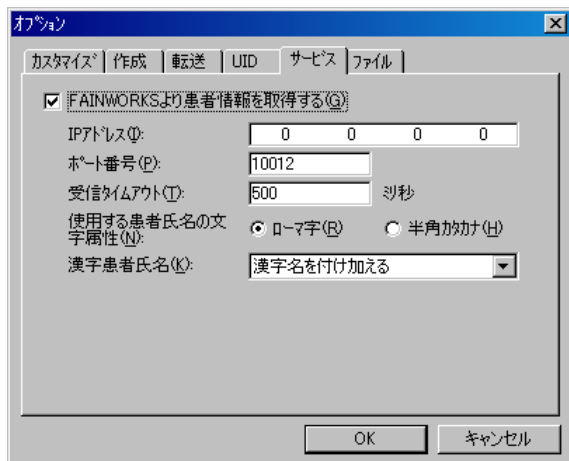 オプション
カスタマイズ 作成 転送 UID サービス ファイル
FAINWORKSより患者情報を取得する(G)
IPアドレス(I): 0 0 0 0
ポート番号(P): 10012
受信タイムアウト(T): 500 ミリ秒
使用する患者氏名の文
字属性(N): ローマ字(R) 半角カタカナ(H)
漢字患者氏名(K): 漢字名を付け加える
OK キャンセル